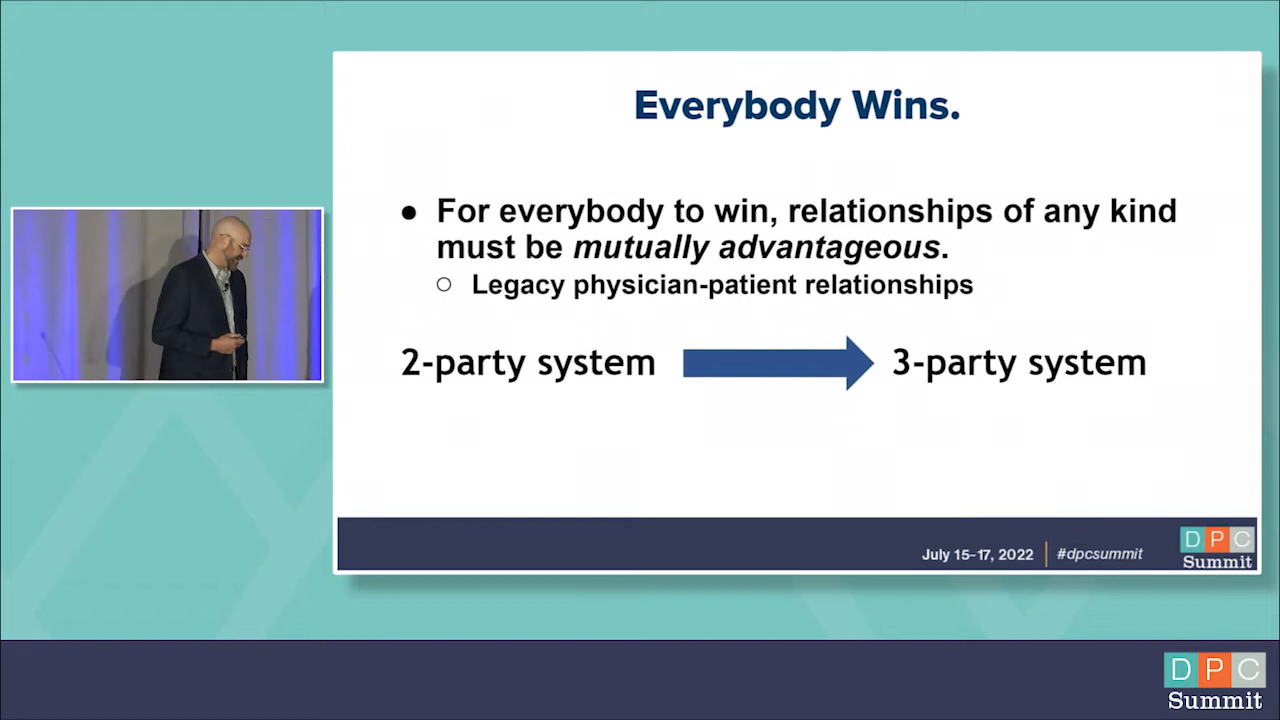 Everybody Wins.
● For everybody to win, relationships of any kind
must be mutually advantageous.
○ Legacy physician-patient relationships
2-party system 3-party system
July 15–17, 2022 | #dpcsummit
DPC
Summit
DPC
Summit